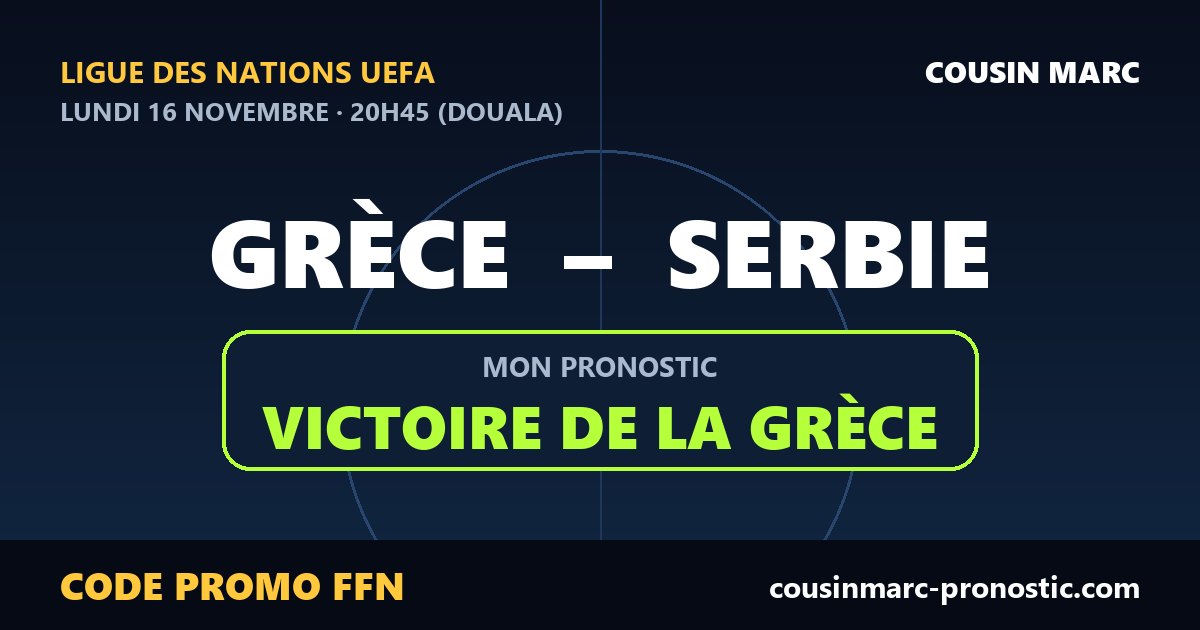 LIGUE DES NATIONS UEFA
COUSIN MARC
LUNDI 16 NOVEMBRE · 20H45 (DOUALA)
GRÈCE – SERBIE
MON PRONOSTIC
VICTOIRE DE LA GRÈCE
CODE PROMO FFN
cousinmarc-pronostic.com